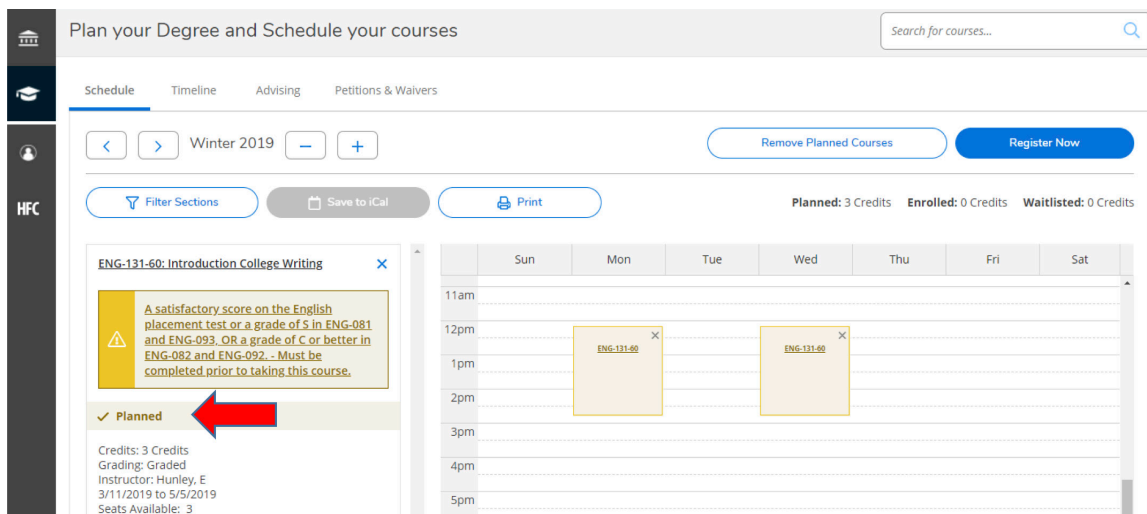 Plan your Degree and Schedule your courses
Search for courses...
Schedule Timeline Advising Petitions & Waivers
Winter 2019
Remove Planned Courses
Register Now
HFC
Filter Sections
Save to iCal
Print
Planned: 3 Credits Enrolled: 0 Credits Waitlisted: 0 Credits
ENG-131-60: Introduction College Writing
A satisfactory score on the English
placement test or a grade of S in ENG-081
and ENG-093, OR a grade of C or better in
ENG-082 and ENG-092. - Must be
completed prior to taking this course.
Planned
Credits: 3 Credits
Grading: Graded
Instructor: Hunley, E
3/11/2019 to 5/5/2019
Seats Available: 3
Sun Mon Tue Wed Thu Fri Sat
11am
12pm
ENG-131-60 ENG-131-60
1pm
2pm
3pm
4pm
5pm